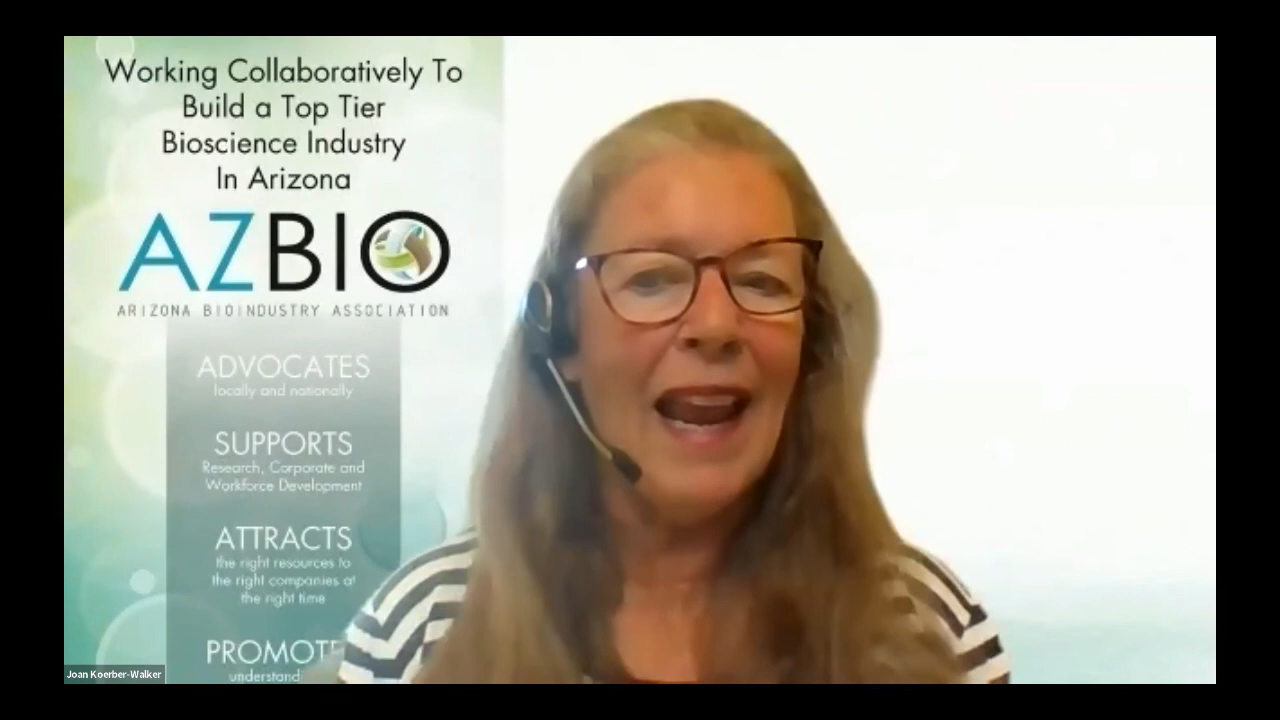 Working Collaboratively To
Build a Top Tier
Bioscience Industry
In Arizona
AZBIO
ARIZONA BIOINDUSTRY ASSOCIATION
ADVOCATES
locally and nationally
SUPPORTS
Research, Corporate and
Workforce Development
ATTRACTS
the right resources to
the right companies at
the right time
PROMOTE
understandi
Joan Koerber-Walker